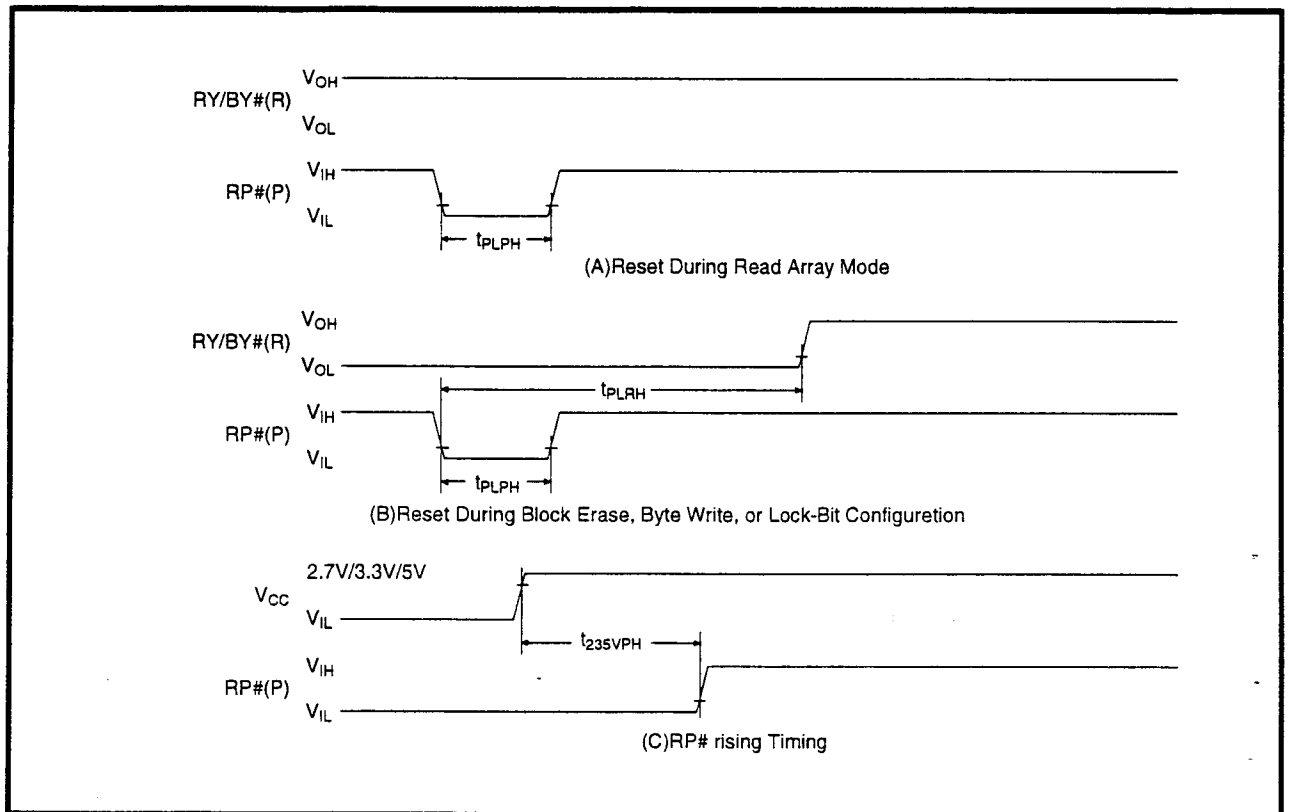 VOH
RY/BY#(R)
VOL
VIH
RP#(P)
VIL
tPLPH
(A)Reset During Read Array Mode
VOH
RY/BY#(R)
VOL
tPLRH
VIH
RP#(P)
VIL
tPLPH
(B)Reset During Block Erase, Byte Write, or Lock-Bit Configuretion
2.7V/3.3V/5V
VCC
VIL
t235VPH
VIH
RP#(P)
VIL
(C)RP# rising Timing